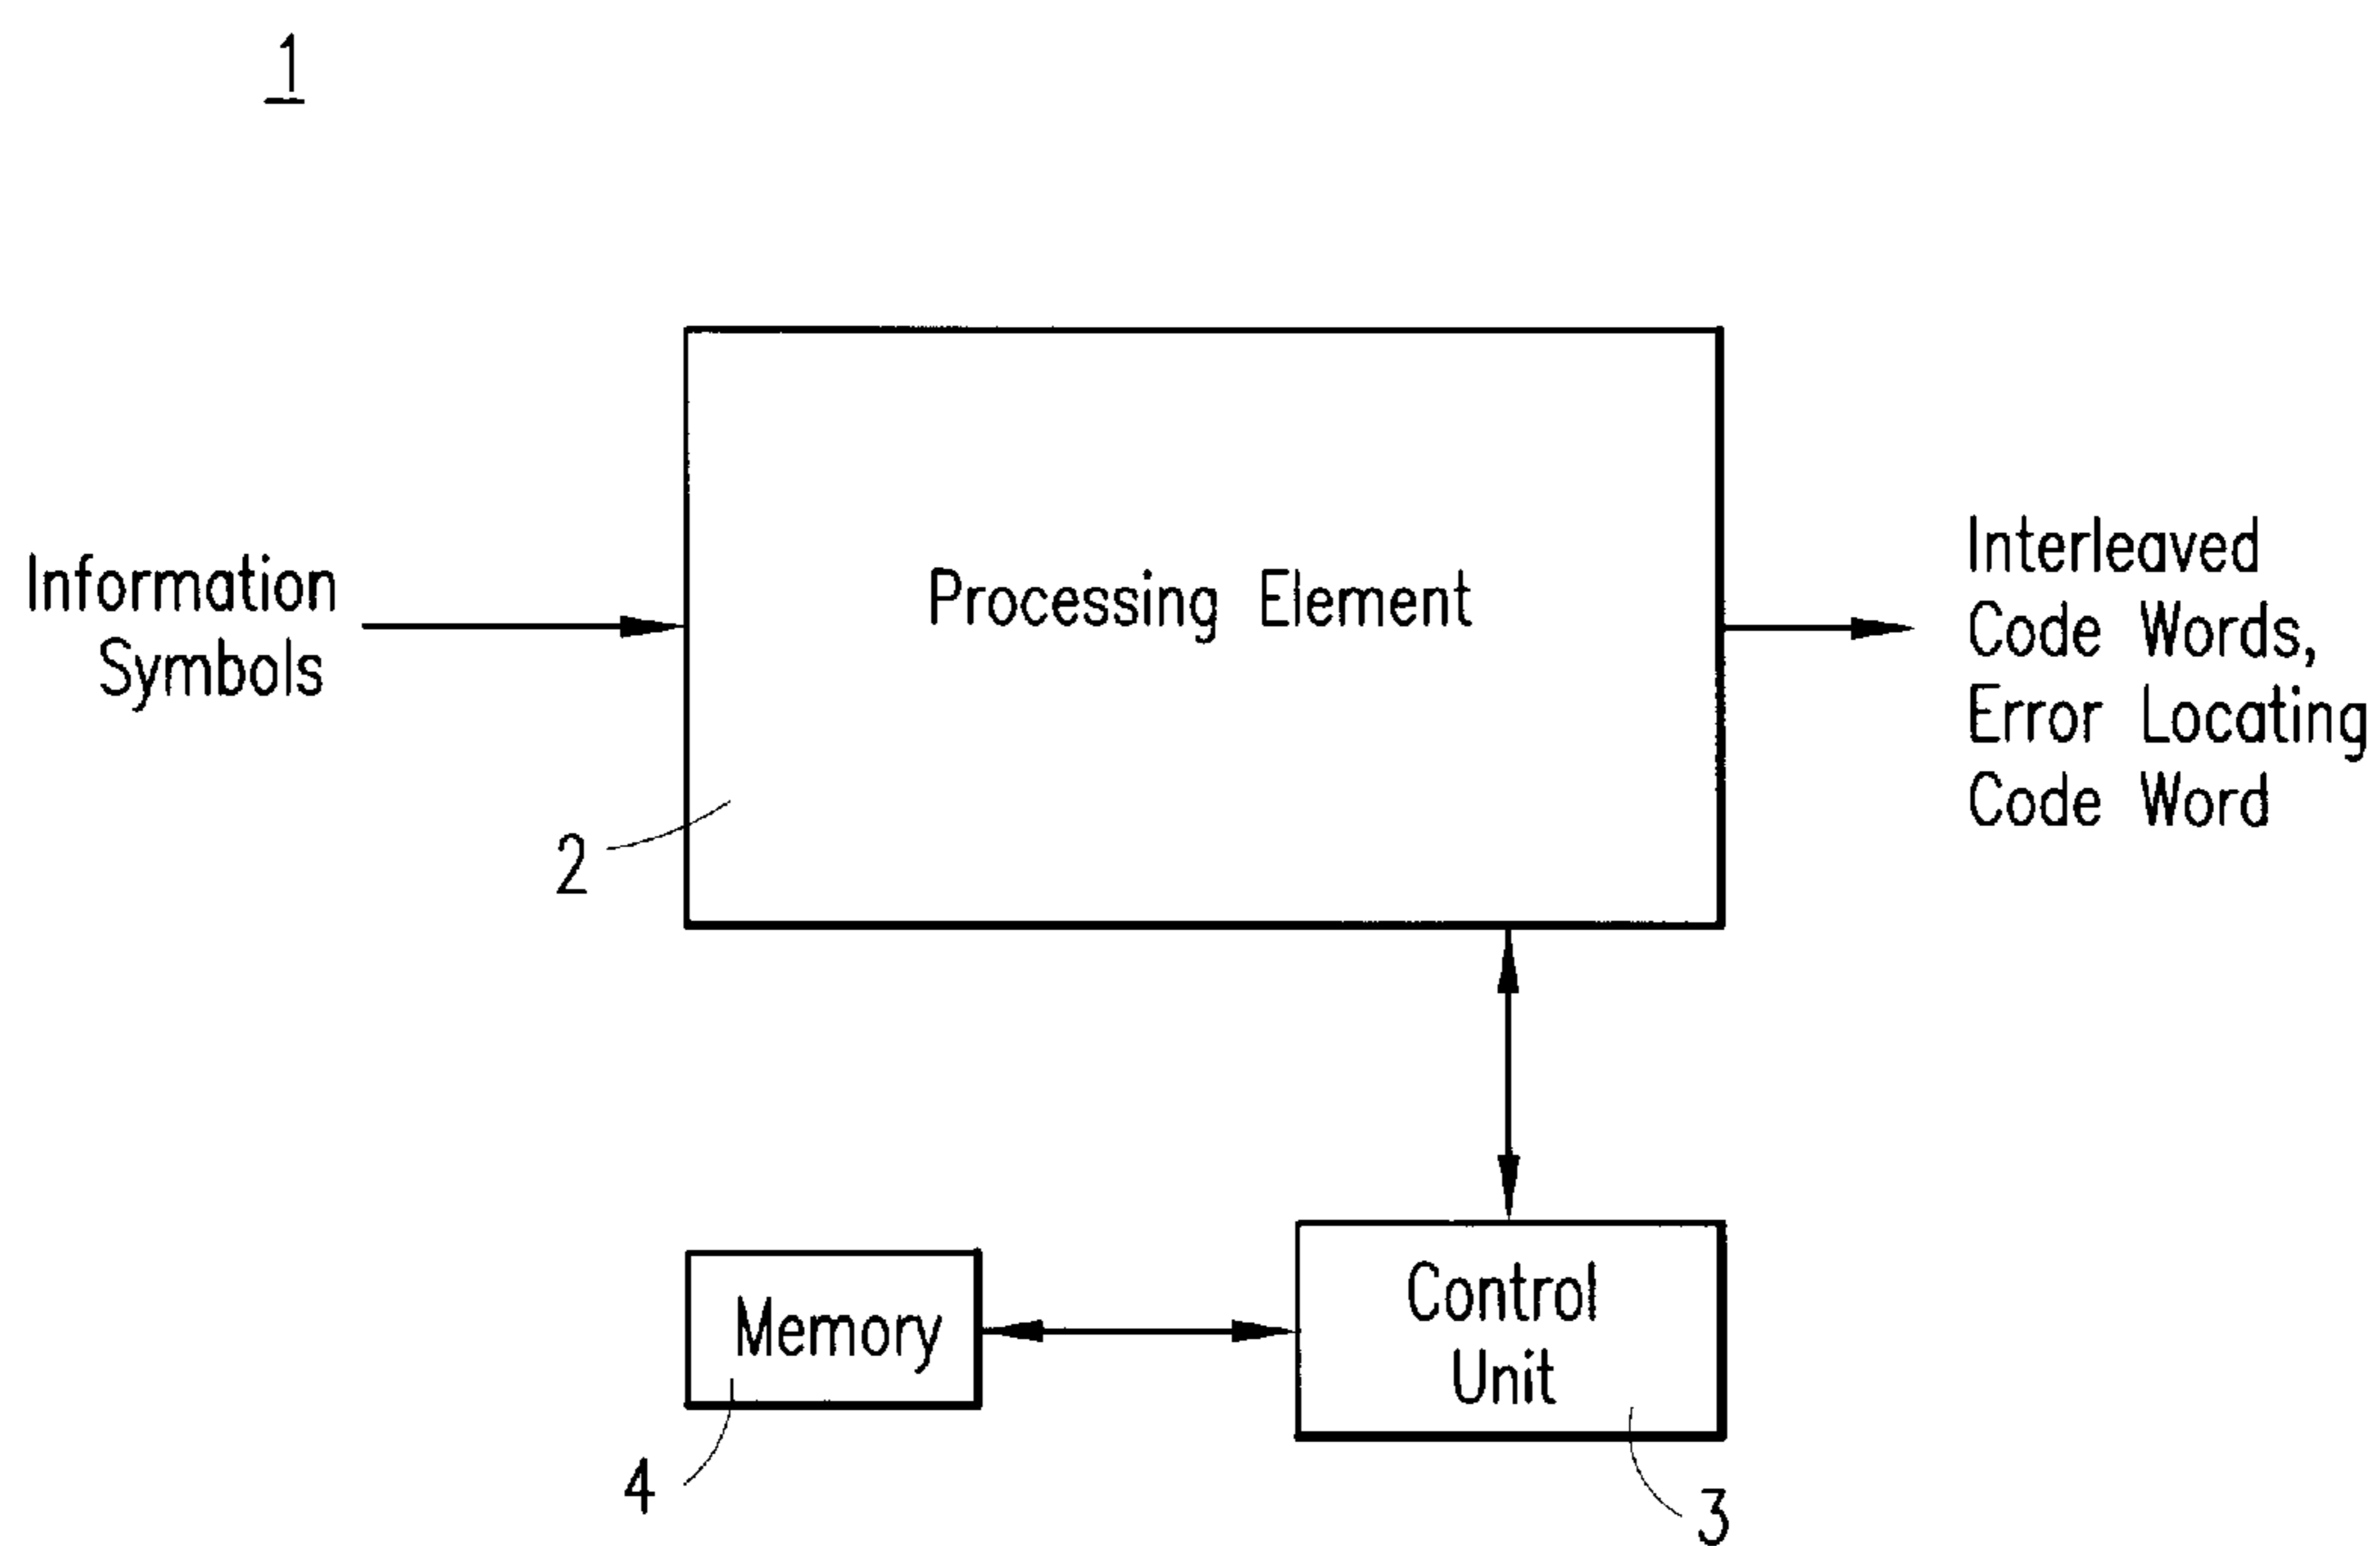 1
Information
Symbols
Processing Element
Interleaved
Code Words,
Error Locating
Code Word
2
Memory
Control
Unit
4
3